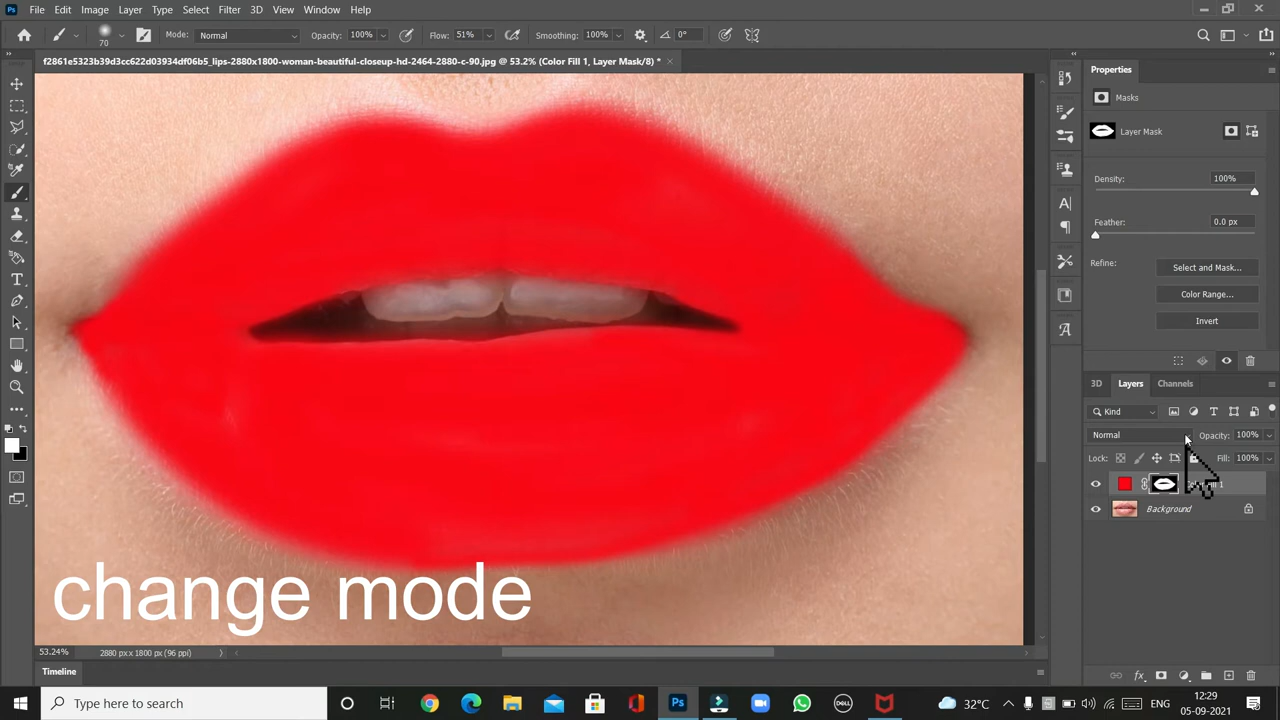 Ps File Edit Image Layer Type Select Filter 3D View Window Help
70 Mode: Normal Opacity: 100% Flow: 51% Smoothing: 100% 0°
f2861e5323b39d3cc622d03934df06b5_lips-2880x1800-woman-beautiful-closeup-hd-2464-2880-c-90.jpg @ 53.2% (Color Fill 1, Layer Mask/8) *
Properties
Masks
Layer Mask
Density: 100%
Feather: 0.0 px
Refine: Select and Mask...
Color Range...
Invert
3D Layers Channels
Kind
Normal Opacity: 100%
Lock: Fill: 100%
Background
change mode
53.24% 2880 px x 1800 px (96 ppi)
Timeline
Type here to search
Ps
DELL
32°C
ENG
12:29
05-09-2021